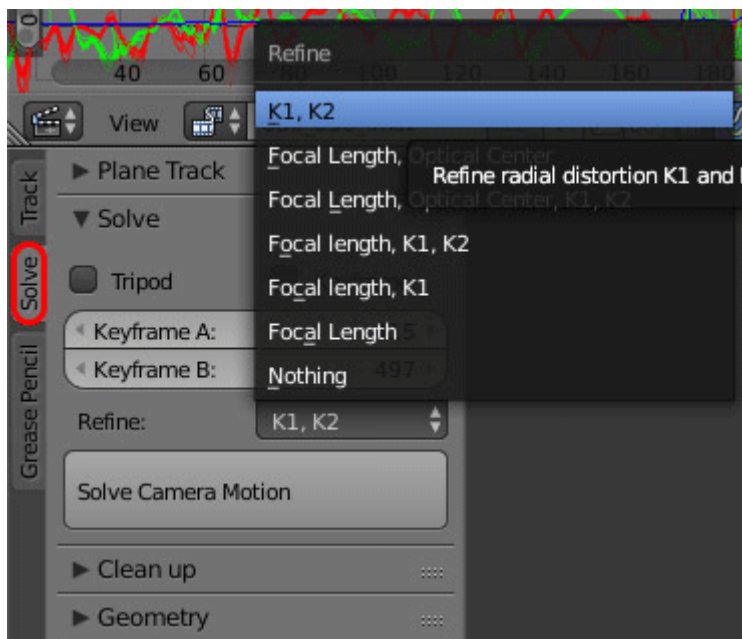 0
Refine
40 60 80 100 120 140 160 180
K1, K2
View
Focal Length, Optical Center
Refine radial distortion K1 and
Plane Track
Focal Length, Optical Center, K1, K2
Solve
Focal length, K1, K2
Tripod
Focal length, K1
Keyframe A: 5
Focal Length
Keyframe B: 497
Nothing
Refine: K1, K2
Solve Camera Motion
Clean up
Geometry
Track
Solve
Grease Pencil